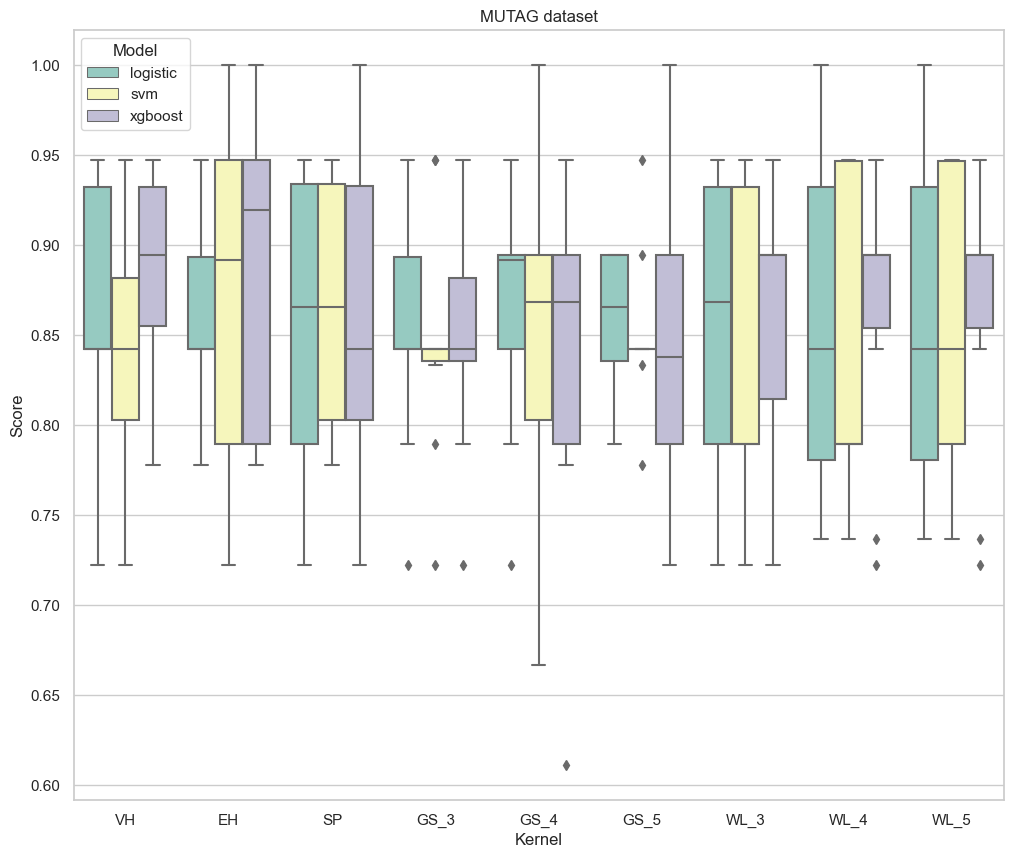 MUTAG dataset
Model
logistic
svm
xgboost
Score
1.00
0.95
0.90
0.85
0.80
0.75
0.70
0.65
0.60
VH EH SP GS_3 GS_4 GS_5 WL_3 WL_4 WL_5
Kernel